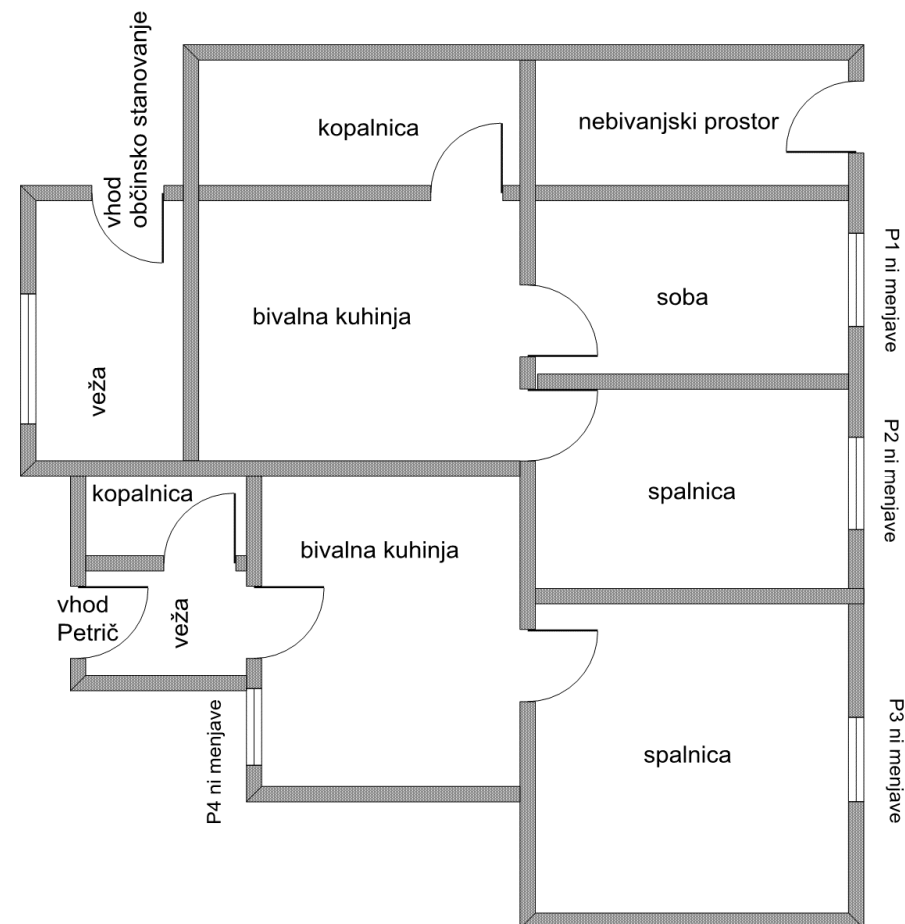 vhod
občinsko stanovanje
kopalnica
nebivanjski prostor
bivalna kuhinja
soba
P1 ni menjave
veža
spalnica
P2 ni menjave
kopalnica
bivalna kuhinja
vhod
Petrič
veža
P4 ni menjave
spalnica
P3 ni menjave